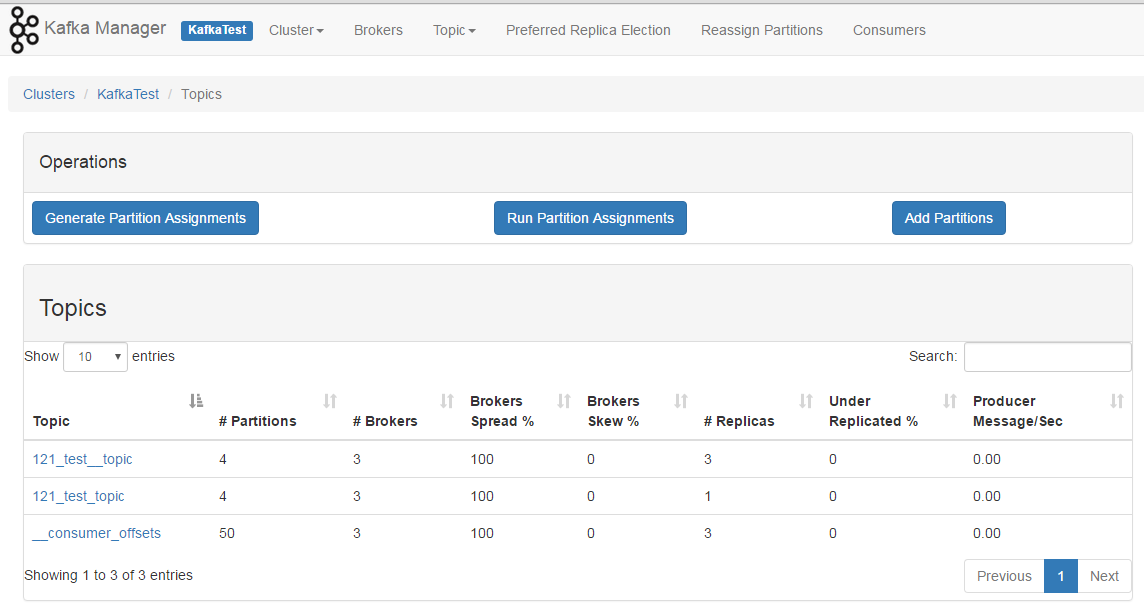 Kafka Manager KafkaTest Cluster Brokers Topic Preferred Replica Election Reassign Partitions Consumers
Clusters / KafkaTest / Topics
Operations
Generate Partition Assignments Run Partition Assignments Add Partitions
Topics
Show 10 entries Search:
Topic # Partitions # Brokers Brokers Spread % Brokers Skew % # Replicas Under Replicated % Producer Message/Sec
121_test__topic 4 3 100 0 3 0 0.00
121_test_topic 4 3 100 0 1 0 0.00
__consumer_offsets 50 3 100 0 3 0 0.00
Showing 1 to 3 of 3 entries Previous 1 Next